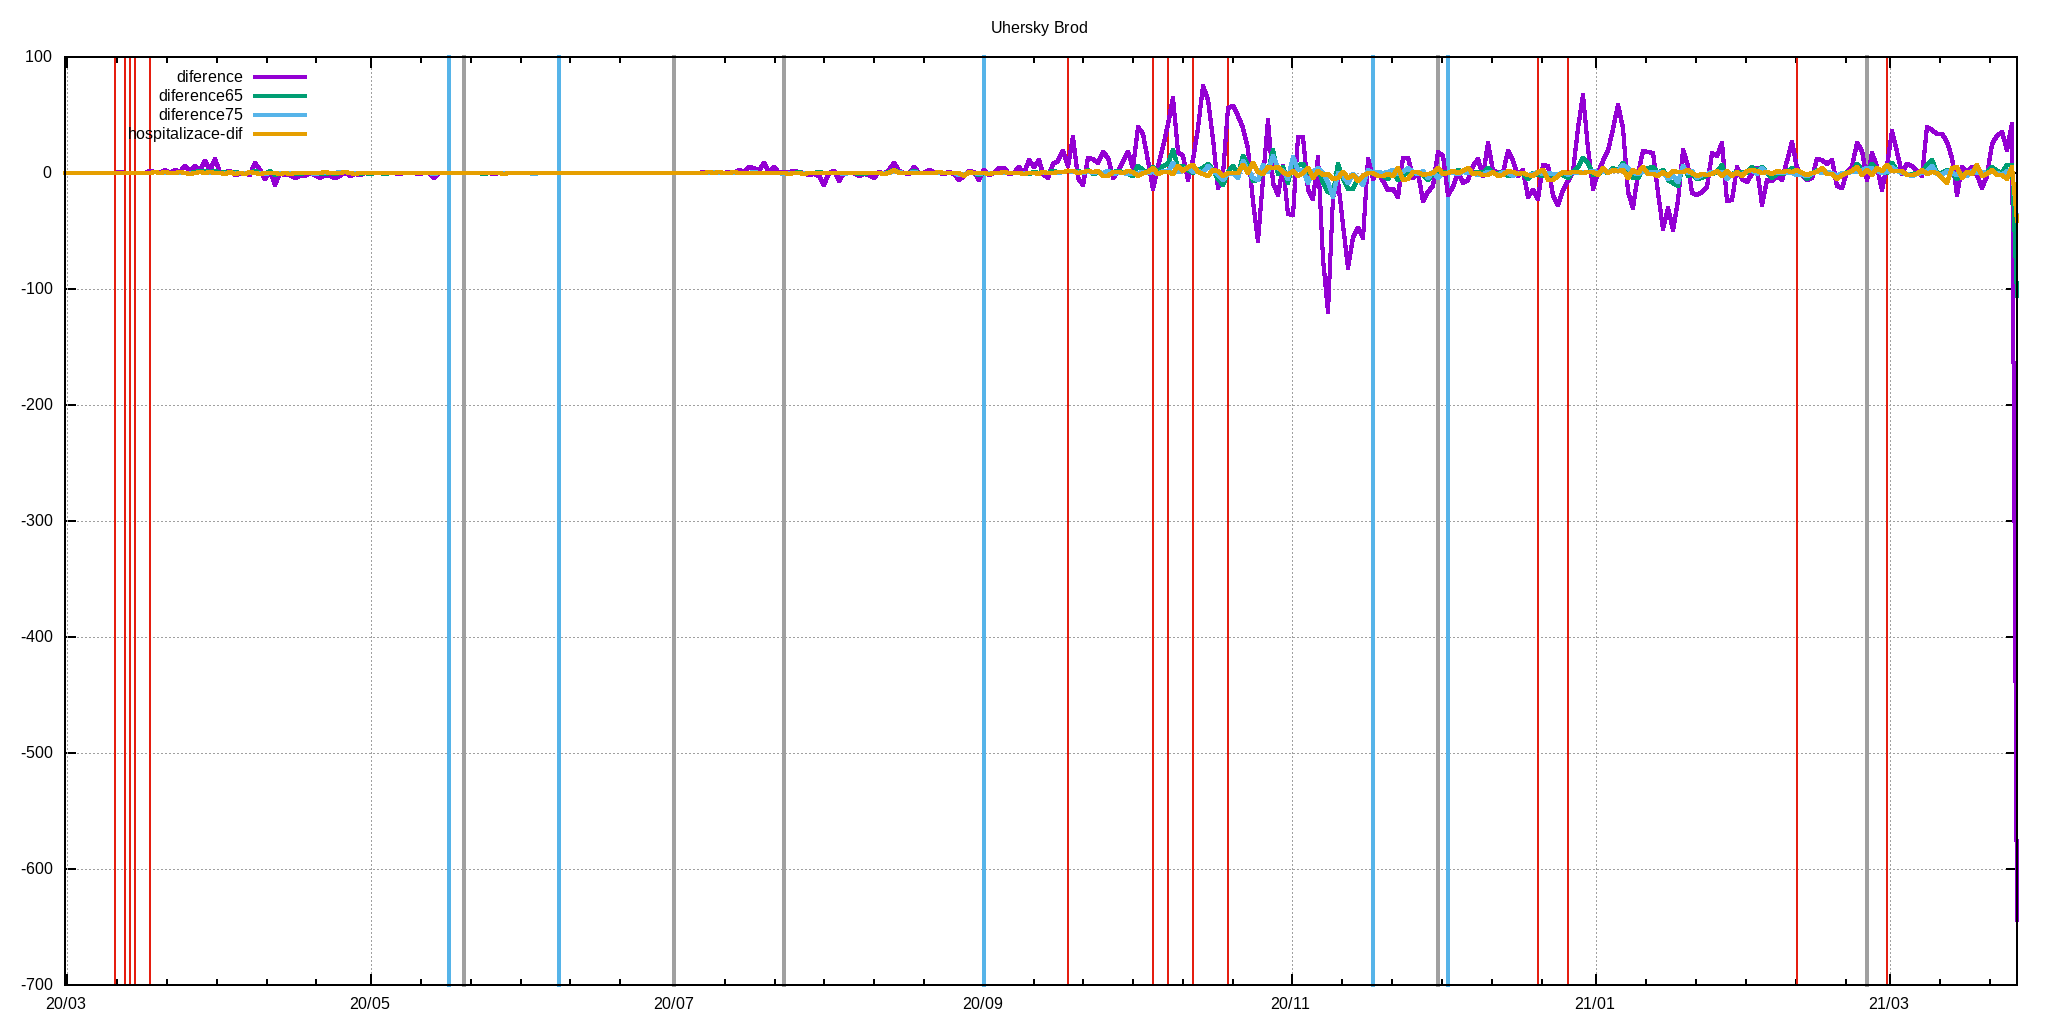 Uhersky Brod
100
diference
diference65
diference75
hospitalizace-dif
0
-100
-200
-300
-400
-500
-600
-700
20/03 20/05 20/07 20/09 20/11 21/01 21/03